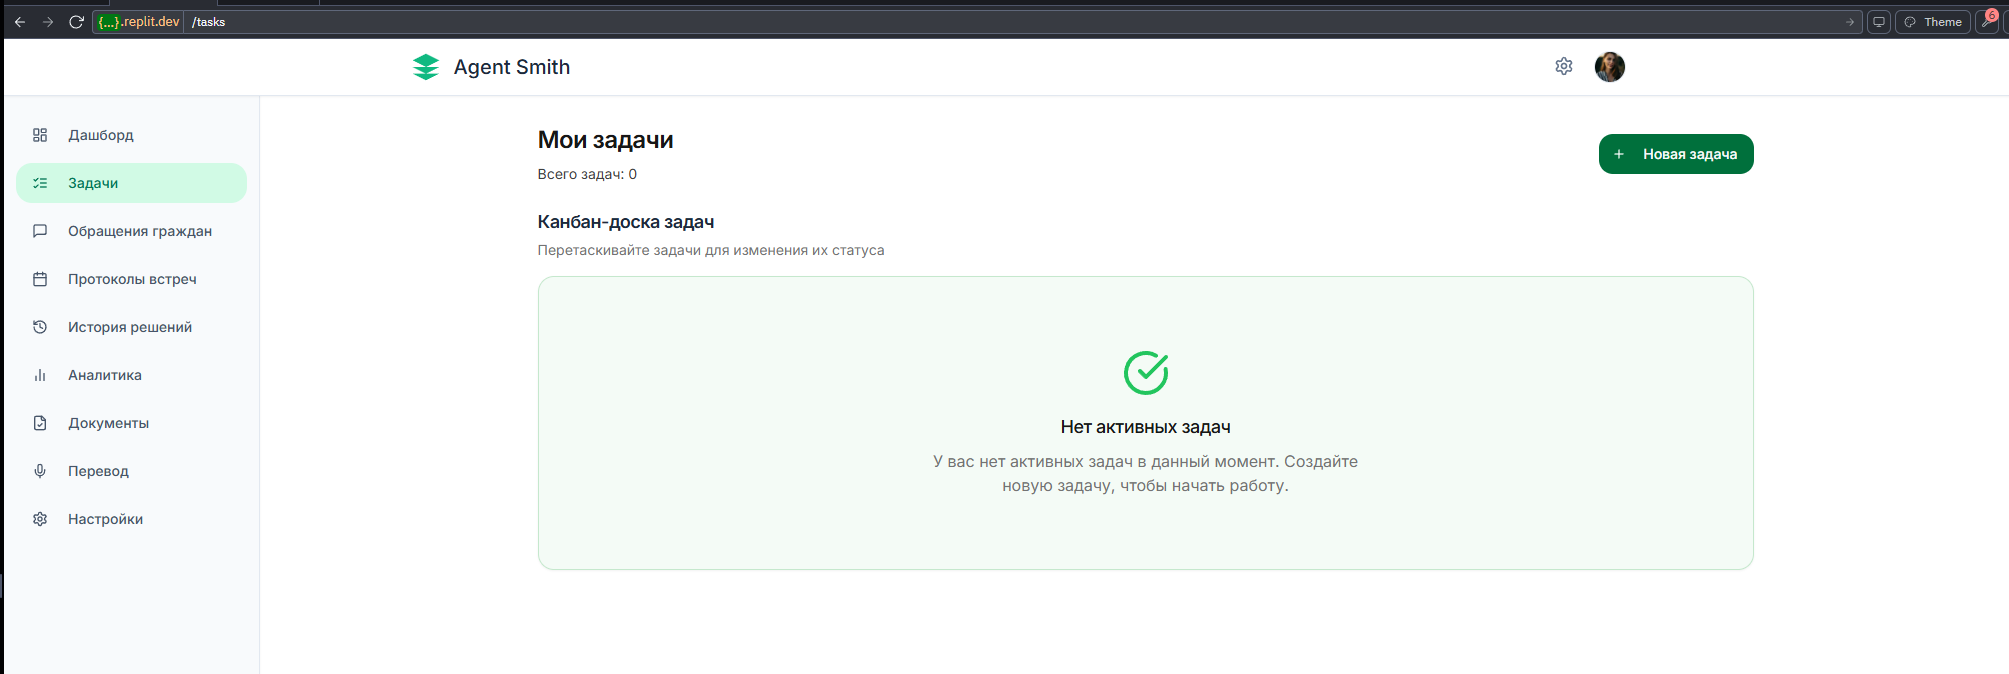 {...}.replit.dev /tasks
Theme
6
Agent Smith
Дашборд
Задачи
Обращения граждан
Протоколы встреч
История решений
Аналитика
Документы
Перевод
Настройки
Мои задачи
Всего задач: 0
+ Новая задача
Канбан-доска задач
Перетаскивайте задачи для изменения их статуса
Нет активных задач
У вас нет активных задач в данный момент. Создайте
новую задачу, чтобы начать работу.